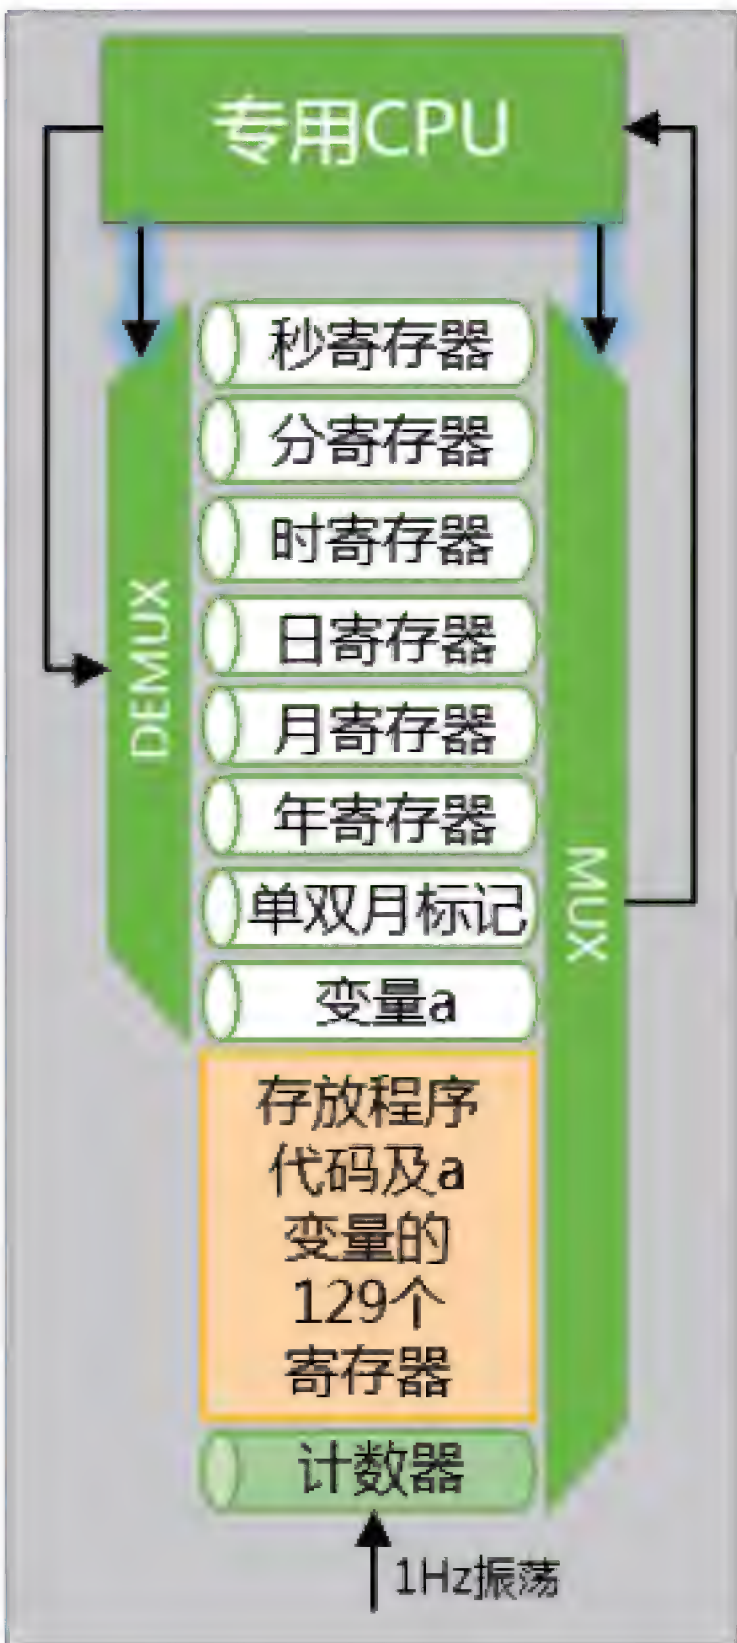 专用CPU
秒寄存器
分寄存器
时寄存器
日寄存器
月寄存器
年寄存器
单双月标记
变量a
DEMUX
MUX
存放程序
代码及a
变量的
129个
寄存器
计数器
1Hz振荡